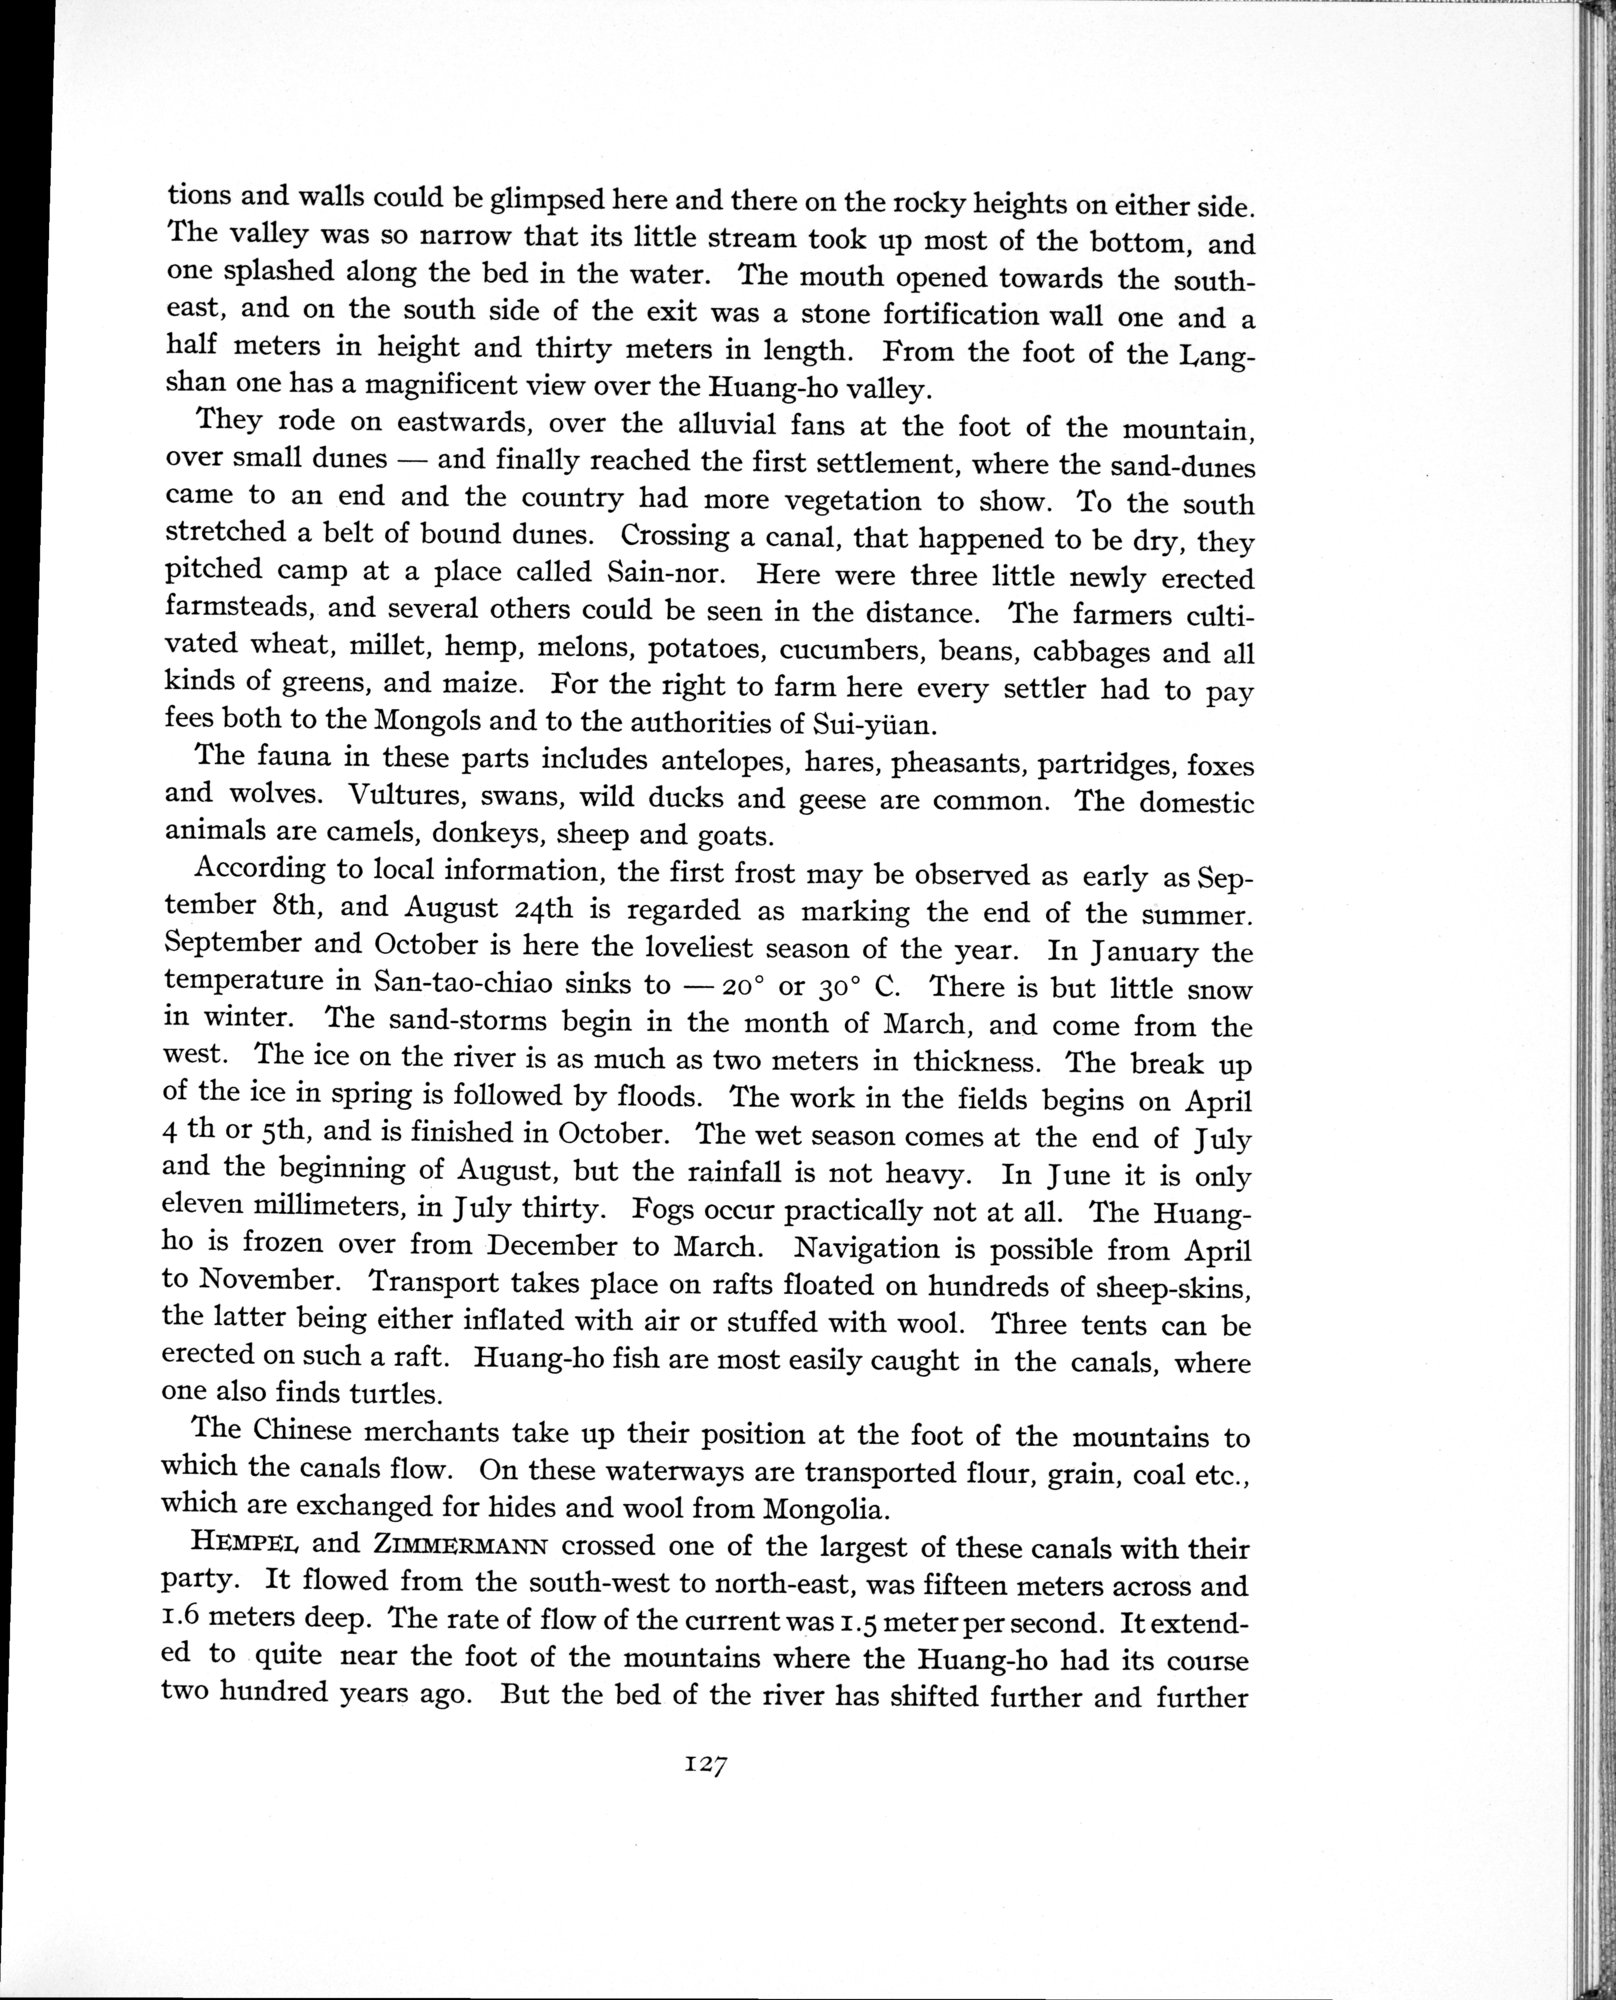 tions and walls could be glimpsed here and there on the rocky heights on either side.
The valley was so narrow that its little stream took up most of the bottom, and
one splashed along the bed in the water. The mouth opened towards the south-
east, and on the south side of the exit was a stone fortification wall one and a
half meters in height and thirty meters in length. From the foot of the Lang-
shan one has a magnificent view over the Huang-ho valley.
They rode on eastwards, over the alluvial fans at the foot of the mountain,
over small dunes — and finally reached the first settlement, where the sand-dunes
came to an end and the country had more vegetation to show. To the south
stretched a belt of bound dunes. Crossing a canal, that happened to be dry, they
pitched camp at a place called Sain-nor. Here were three little newly erected
farmsteads, and several others could be seen in the distance. The farmers culti-
vated wheat, millet, hemp, melons, potatoes, cucumbers, beans, cabbages and all
kinds of greens, and maize. For the right to farm here every settler had to pay
fees both to the Mongols and to the authorities of Sui-yüan.
The fauna in these parts includes antelopes, hares, pheasants, partridges, foxes
and wolves. Vultures, swans, wild ducks and geese are common. The domestic
animals are camels, donkeys, sheep and goats.
According to local information, the first frost may be observed as early as Sep-
tember 8th, and August 24th is regarded as marking the end of the summer.
September and October is here the loveliest season of the year. In January the
temperature in San-tao-chiao sinks to — 20° or 30° C. There is but little snow
in winter. The sand-storms begin in the month of March, and come from the
west. The ice on the river is as much as two meters in thickness. The break up
of the ice in spring is followed by floods. The work in the fields begins on April
4 th or 5th, and is finished in October. The wet season comes at the end of July
and the beginning of August, but the rainfall is not heavy. In June it is only
eleven millimeters, in July thirty. Fogs occur practically not at all. The Huang-
ho is frozen over from December to March. Navigation is possible from April
to November. Transport takes place on rafts floated on hundreds of sheep-skins,
the latter being either inflated with air or stuffed with wool. Three tents can be
erected on such a raft. Huang-ho fish are most easily caught in the canals, where
one also finds turtles.
The Chinese merchants take up their position at the foot of the mountains to
which the canals flow. On these waterways are transported flour, grain, coal etc.,
which are exchanged for hides and wool from Mongolia.
HEMPEL and ZIMMERMANN crossed one of the largest of these canals with their
party. It flowed from the south-west to north-east, was fifteen meters across and
1.6 meters deep. The rate of flow of the current was 1.5 meter per second. It extend-
ed to quite near the foot of the mountains where the Huang-ho had its course
two hundred years ago. But the bed of the river has shifted further and further
127